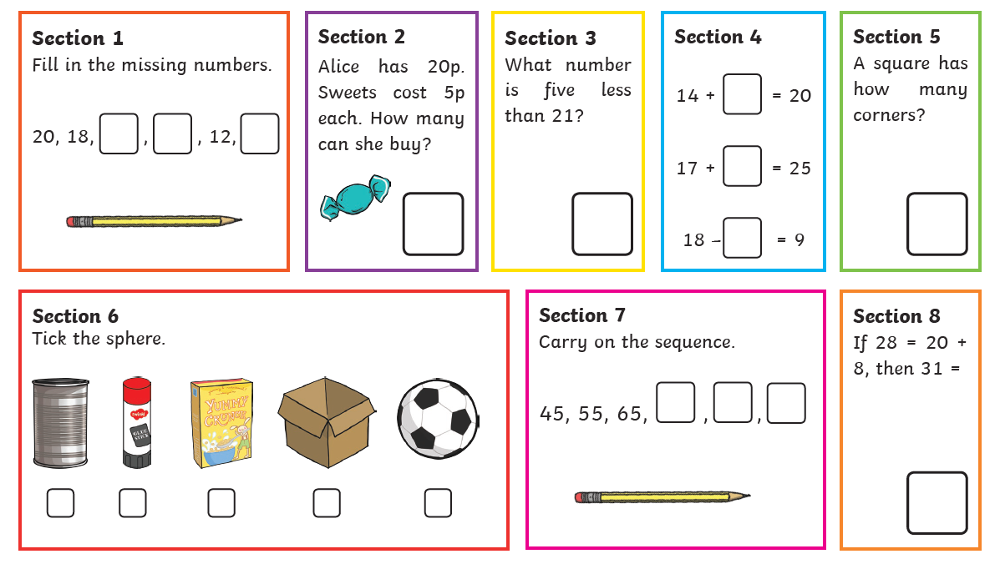 Section 1
Fill in the missing numbers.
20, 18, , , 12,
Section 2
Alice has 20p.
Sweets cost 5p
each. How many
can she buy?
Section 3
What number
is five less
than 21?
Section 4
14 + = 20
17 + = 25
18 – = 9
Section 5
A square has
how many
corners?
Section 6
Tick the sphere.
twinkl
GLUE
STICK
YUMMY
CRUNCH
Section 7
Carry on the sequence.
45, 55, 65, , ,
Section 8
If 28 = 20 +
8, then 31 =